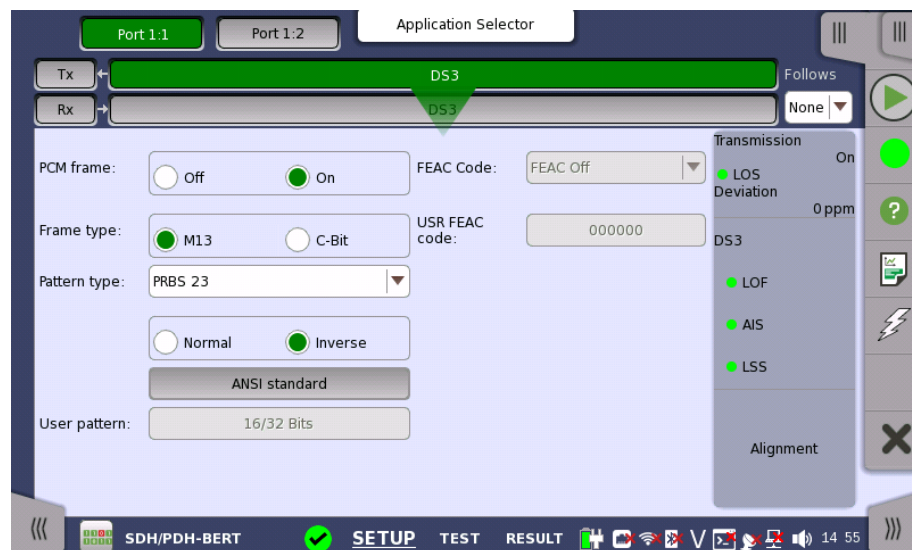 Application Selector
Port 1:1
Port 1:2
Tx
DS3
Follows
Rx
DS3
None
PCM frame:
Off
On
FEAC Code:
FEAC Off
Frame type:
M13
C-Bit
USR FEAC
code:
000000
Pattern type:
PRBS 23
Normal
Inverse
ANSI standard
User pattern:
16/32 Bits
Transmission
On
LOS
Deviation
0 ppm
DS3
LOF
AIS
LSS
Alignment
SDH/PDH-BERT
SETUP
TEST
RESULT
V
14 55